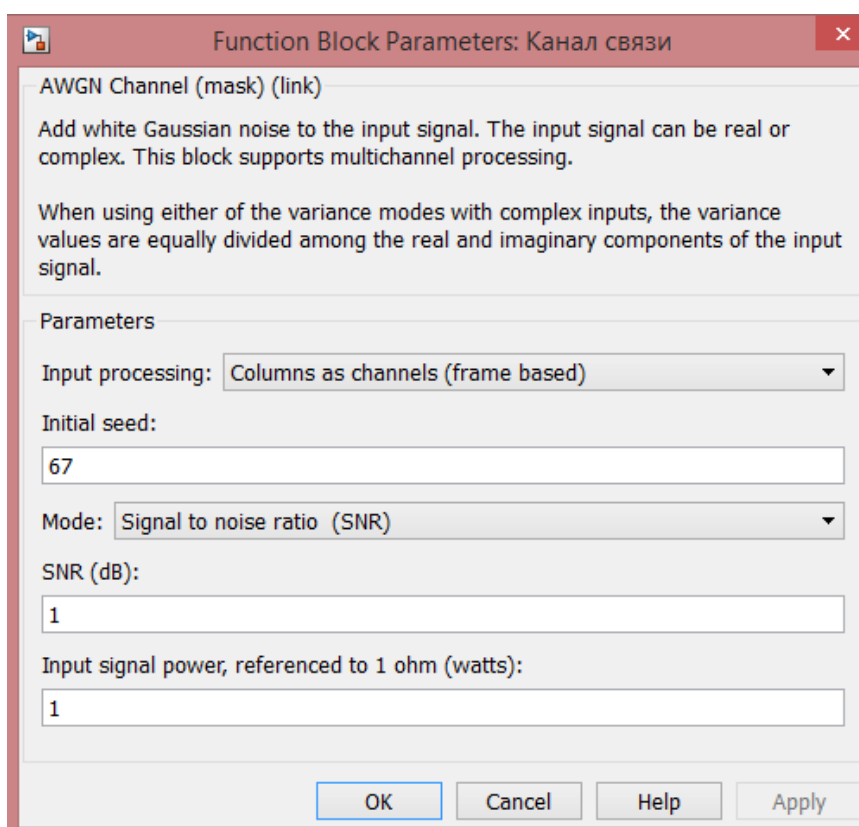 Function Block Parameters: Канал связи
AWGN Channel (mask) (link)
Add white Gaussian noise to the input signal. The input signal can be real or
complex. This block supports multichannel processing.
When using either of the variance modes with complex inputs, the variance
values are equally divided among the real and imaginary components of the input
signal.
Parameters
Input processing: Columns as channels (frame based)
Initial seed:
67
Mode: Signal to noise ratio (SNR)
SNR (dB):
1
Input signal power, referenced to 1 ohm (watts):
1
OK Cancel Help Apply